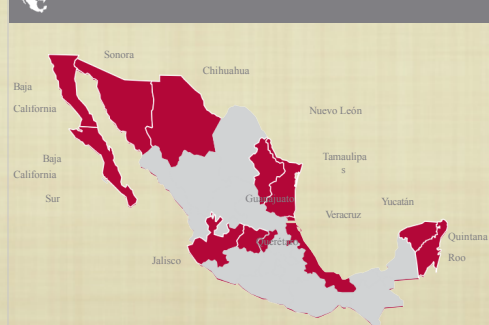 Sonora
Chihuahua
Baja
California
Nuevo León
Baja
California
Sur
Tamaulipa
s
Guanajuato
Yucatán
Veracruz
Querétaro
Quintana
Roo
Jalisco